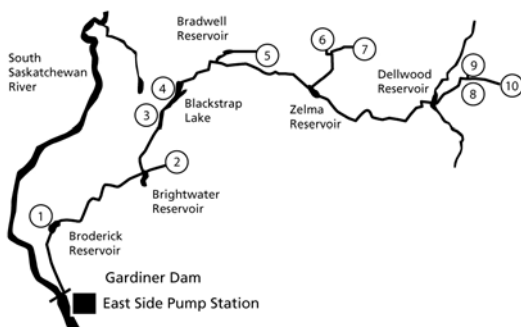 South
Saskatchewan
River
Bradwell
Reservoir
5
6
7
4
Blackstrap
Lake
3
Zelma
Reservoir
Dellwood
Reservoir
9
8
10
2
Brightwater
Reservoir
1
Broderick
Reservoir
Gardiner Dam
East Side Pump Station